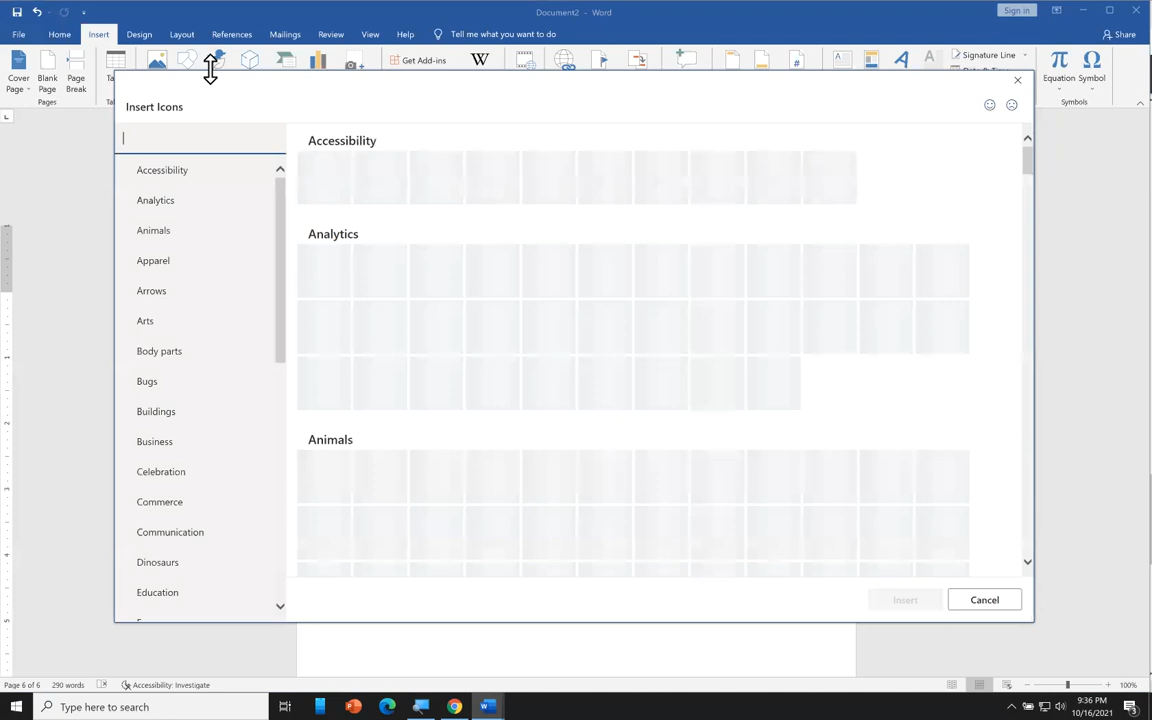 Document2 - Word
Sign in
File Home Insert Design Layout References Mailings Review View Help Tell me what you want to do Share
Get Add-ins W Signature Line
Cover Page Blank Page Page Break Equation Symbol
Pages Symbols
Insert Icons
Accessibility
Analytics
Animals
Apparel
Arrows
Arts
Body parts
Bugs
Buildings
Business
Celebration
Commerce
Communication
Dinosaurs
Education
Accessibility
Analytics
Animals
Insert Cancel
Page 6 of 6 290 words Accessibility: Investigate 100%
Type here to search
9:36 PM
10/16/2021
3